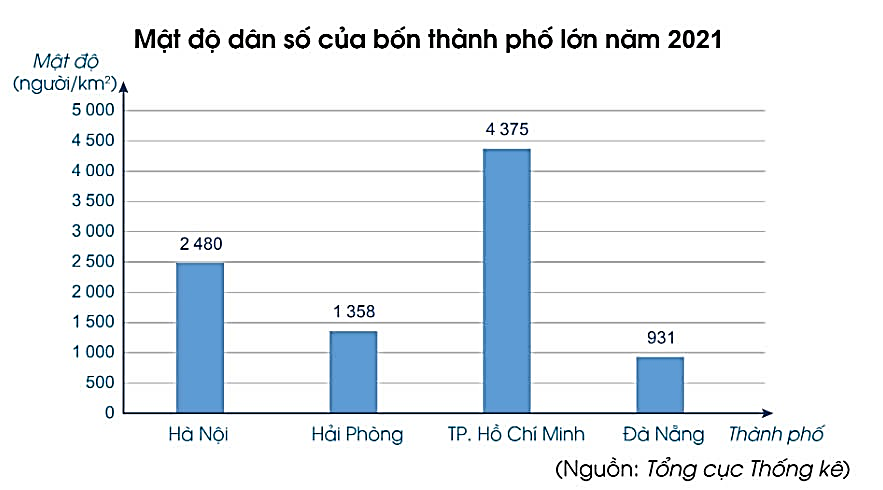 Mật độ dân số của bốn thành phố lớn năm 2021
Mật độ
(người/km²)
5 000
4 500
4 000
3 500
3 000
2 500
2 000
1 500
1 000
500
0
2 480
1 358
4 375
931
Hà Nội
Hải Phòng
TP. Hồ Chí Minh
Đà Nẵng
Thành phố
(Nguồn: Tổng cục Thống kê)